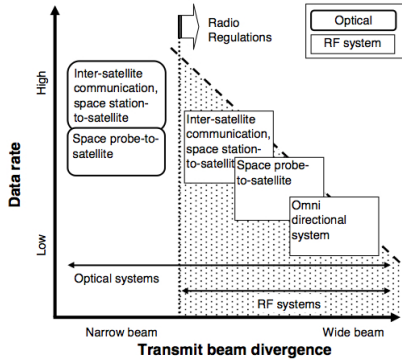 Radio
Regulations
Optical
RF system
High
Data rate
Low
Inter-satellite
communication,
space station-
to-satellite
Space probe-to-
satellite
Inter-satellite
communication,
space station-
to-satellite
Space probe-
to-satellite
Omni
directional
system
Optical systems
RF systems
Narrow beam
Wide beam
Transmit beam divergence